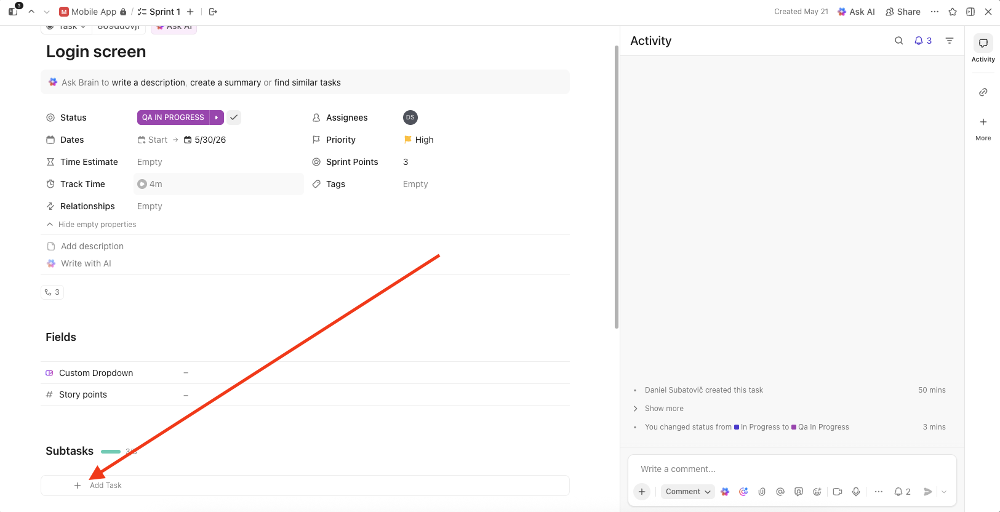 3
M Mobile App / Sprint 1
Created May 21 Ask AI Share
Task Ask AI
Login screen
Ask Brain to write a description, create a summary or find similar tasks
Status QA IN PROGRESS
Assignees DS
Dates Start → 5/30/26
Priority High
Time Estimate Empty
Sprint Points 3
Track Time 4m
Tags Empty
Relationships Empty
Hide empty properties
Add description
Write with AI
3
Fields
Custom Dropdown –
# Story points –
Subtasks
+ Add Task
Activity
3
Daniel Subatovič created this task 50 mins
Show more
You changed status from In Progress to Qa In Progress 3 mins
Write a comment...
Comment
2
Activity
More